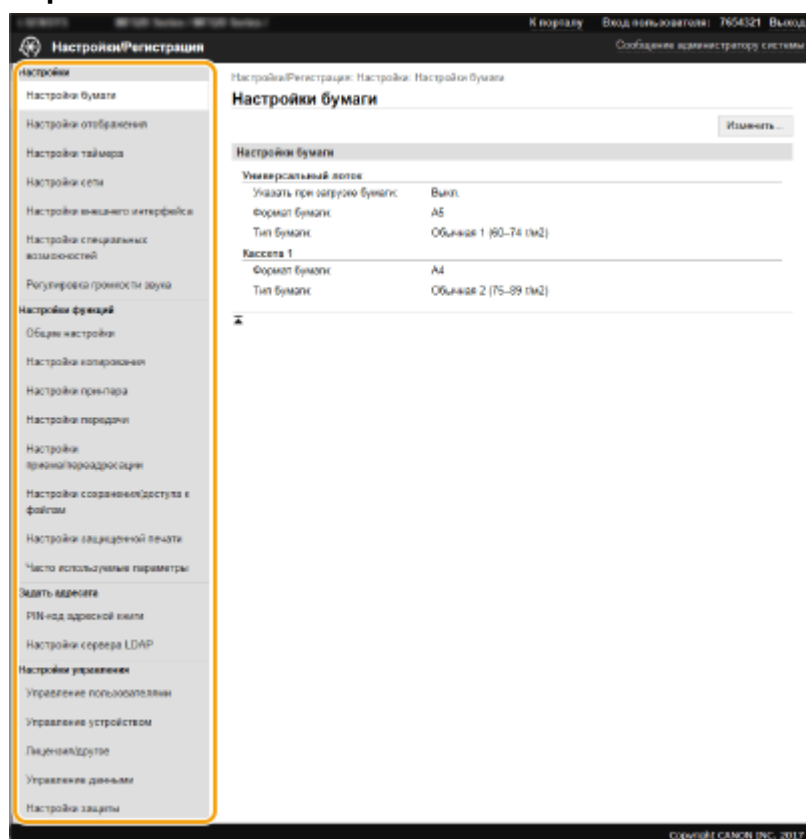 К порталу Вход пользователя: 7654321 Выход
Настройки/Регистрация
Сообщение администратору системы
Настройки
Настройки бумаги
Настройки отображения
Настройки таймера
Настройки сети
Настройки внешнего интерфейса
Настройки специальных
возможностей
Регулировка громкости звука
Настройки функций
Общие настройки
Настройки копирования
Настройки принтера
Настройки передачи
Настройки
приема/переадресации
Настройки сохранения/доступа к
файлам
Настройки защищенной печати
Часто используемые параметры
Задать адресата
PIN-код адресной книги
Настройки сервера LDAP
Настройки управления
Управление пользователями
Управление устройством
Лицензия/другое
Управление данными
Настройки защиты
Настройки/Регистрация: Настройки: Настройки бумаги
Настройки бумаги
Изменить...
Настройки бумаги
Универсальный лоток
Указать при загрузке бумаги: Выкл.
Формат бумаги: A5
Тип бумаги: Обычная 1 (60–74 г/м2)
Кассета 1
Формат бумаги: A4
Тип бумаги: Обычная 2 (75–89 г/м2)
Copyright CANON INC. 2017